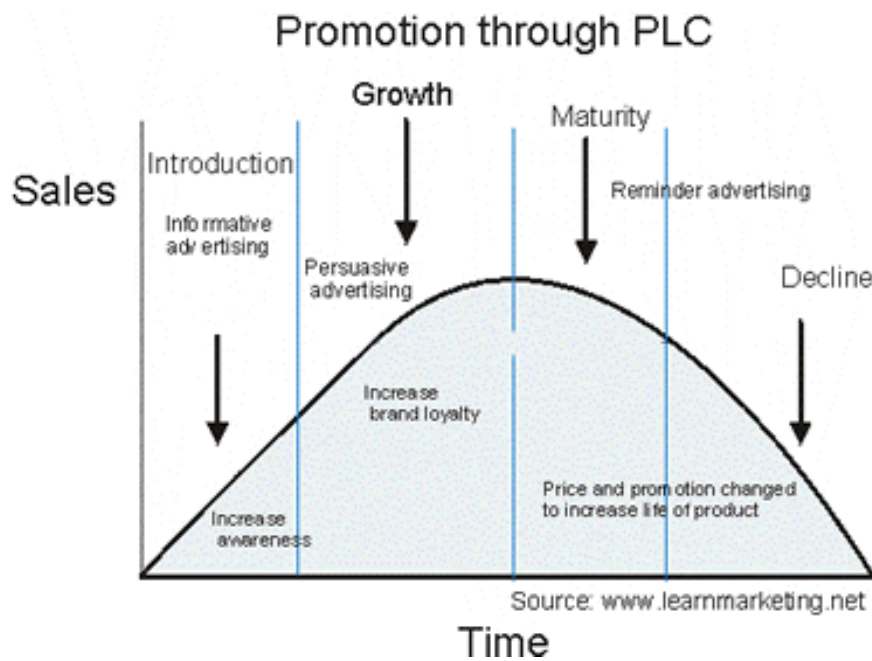 Promotion through PLC
Growth
Maturity
Introduction
Sales
Reminder advertising
Informative
advertising
Persuasive
advertising
Decline
Increase
brand loyalty
Price and promotion changed
to increase life of product
Increase
awareness
Source: www.learnmarketing.net
Time